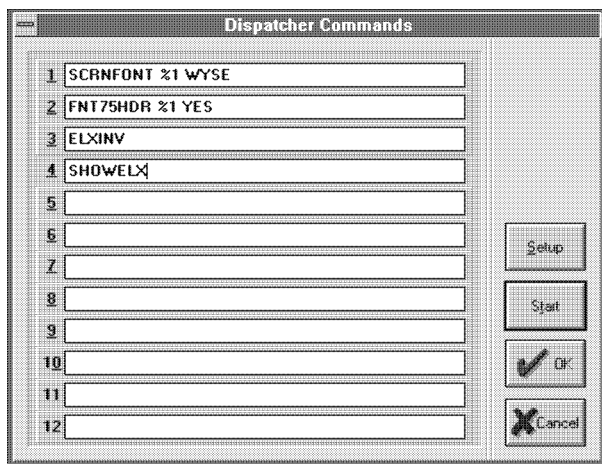 Dispatcher Commands
1 SCRNFONT %1 WYSE
2 FNT75HDR %1 YES
3 ELXINV
4 SHOWELX
5
6
7
8
9
10
11
12
Setup
Start
OK
Cancel